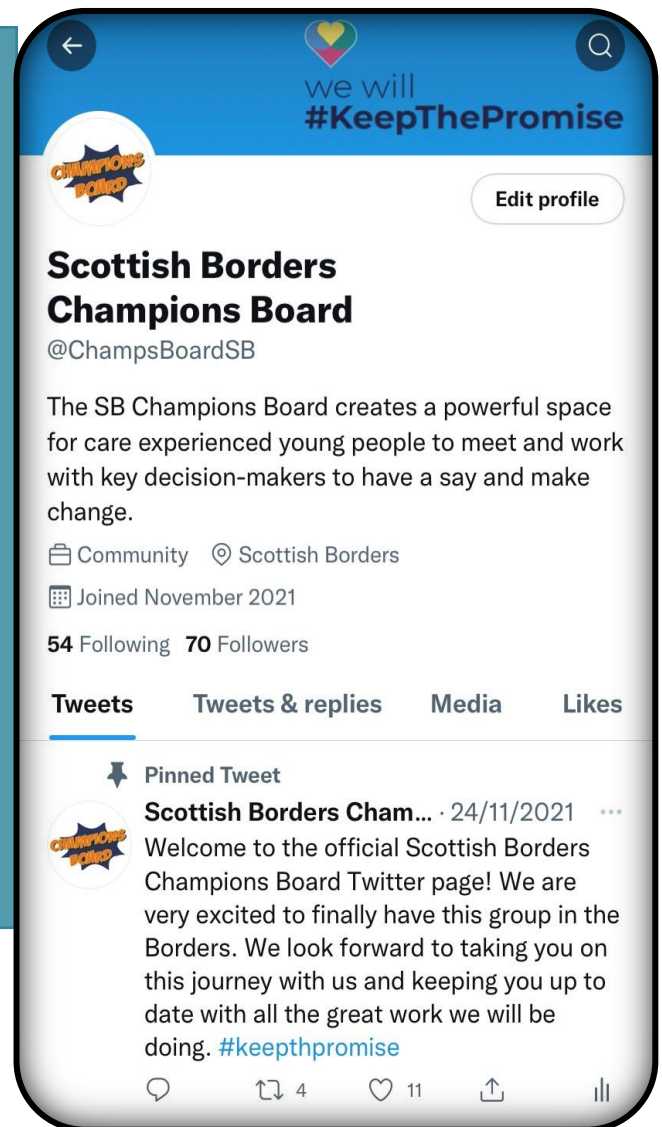 we will
#KeepThePromise
CHAMPIONS
BOARD
Edit profile
Scottish Borders
Champions Board
@ChampsBoardSB
The SB Champions Board creates a powerful space
for care experienced young people to meet and work
with key decision-makers to have a say and make
change.
Community Scottish Borders
Joined November 2021
54 Following 70 Followers
Tweets Tweets & replies Media Likes
Pinned Tweet
Scottish Borders Cham... · 24/11/2021
CHAMPIONS
BOARD
Welcome to the official Scottish Borders
Champions Board Twitter page! We are
very excited to finally have this group in the
Borders. We look forward to taking you on
this journey with us and keeping you up to
date with all the great work we will be
doing. #keepthpromise
4 11